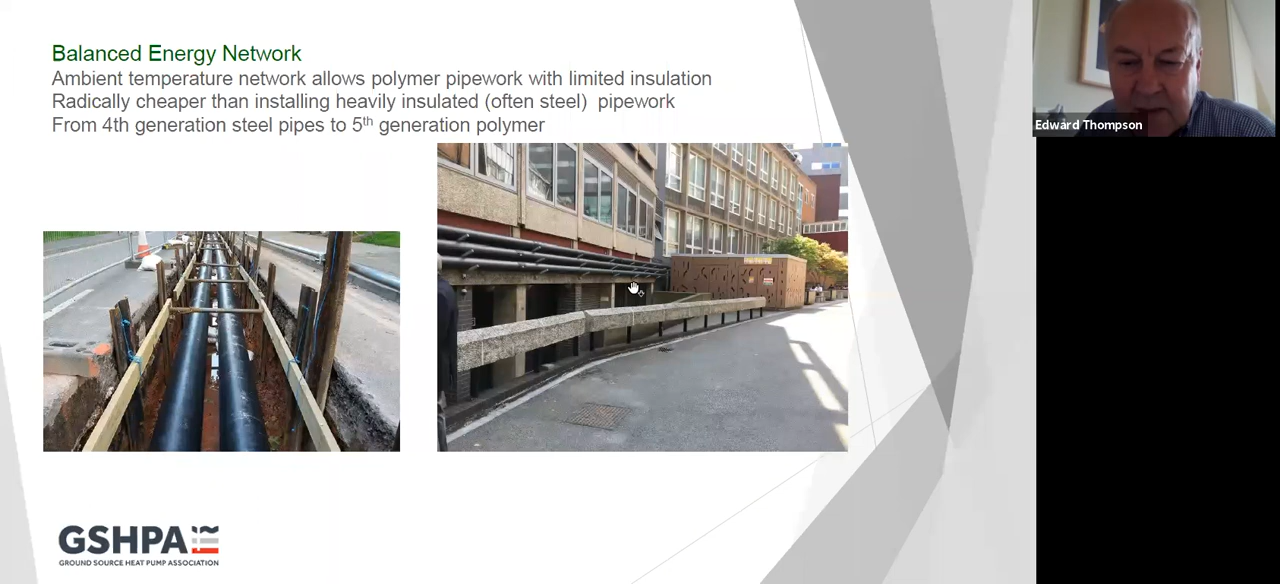 Balanced Energy Network
Ambient temperature network allows polymer pipework with limited insulation
Radically cheaper than installing heavily insulated (often steel) pipework
From 4th generation steel pipes to 5th generation polymer
Edward Thompson
GSHPA
GROUND SOURCE HEAT PUMP ASSOCIATION